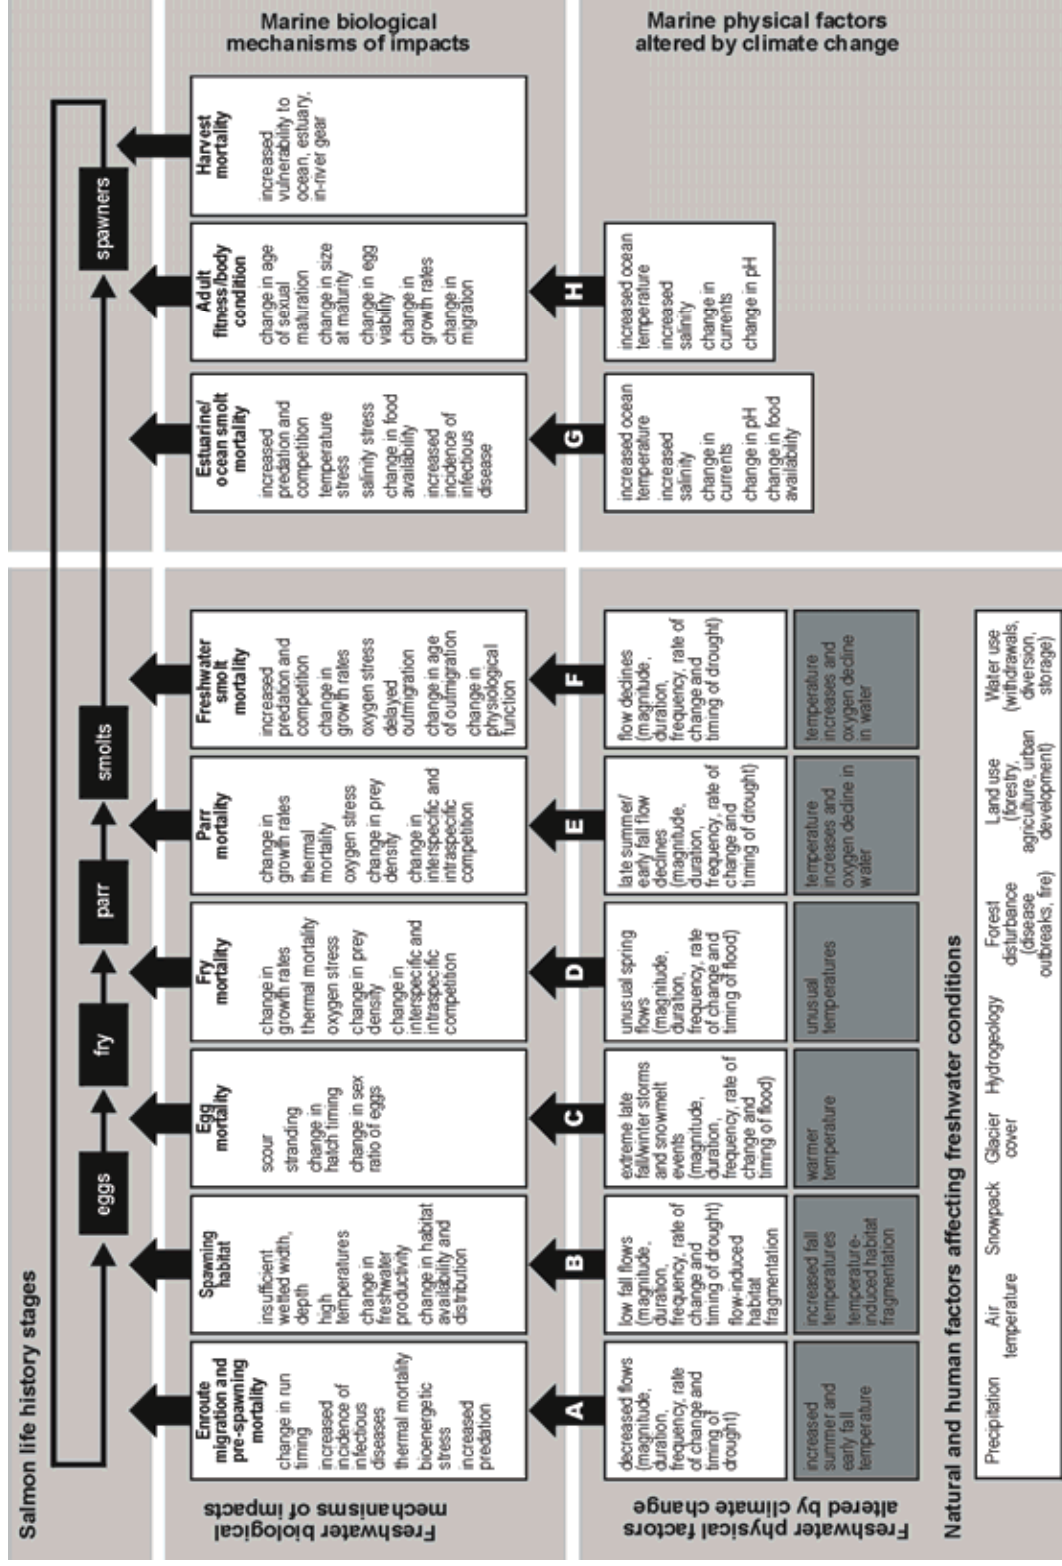 Salmon life history stages
eggs
fry
parr
smolts
spawners
Freshwater biological
mechanisms of impacts
Enroute
migration and
pre-spawning
mortality
change in run
timing
increased
incidence of
infectious
diseases
thermal mortality
bioenergetic
stress
increased
predation
Spawning
habitat
insufficient
wetted width,
depth
high
temperatures
change in
freshwater
productivity
change in habitat
availability and
distribution
Egg
mortality
scour
stranding
change in
hatch timing
change in sex
ratio of eggs
Fry
mortality
change in
growth rates
thermal mortality
oxygen stress
change in prey
density
change in
interspecific and
intraspecific
competition
Parr
mortality
change in
growth rates
thermal
mortality
oxygen stress
change in prey
density
change in
interspecific and
intraspecific
competition
Freshwater
smolt
mortality
increased
predation and
competition
change in
growth rates
oxygen stress
delayed
outmigration
change in age
of outmigration
change in
physiological
function
Estuarine/
ocean smolt
mortality
increased
predation and
competition
temperature
stress
salinity stress
change in food
availability
increased
incidence of
infectious
disease
Adult
fitness/body
condition
change in age
of sexual
maturation
change in size
at maturity
change in egg
viability
change in
growth rates
change in
migration
Harvest
mortality
increased
vulnerability to
ocean, estuary,
in-river gear
Marine biological
mechanisms of impacts
A
B
C
D
E
F
G
H
Freshwater physical factors
altered by climate change
decreased flows
(magnitude,
duration,
frequency, rate
of change and
timing of
drought)
increased
summer and
early fall
temperature
low fall flows
(magnitude,
duration,
frequency, rate of
change and
timing of drought)
flow-induced
habitat
fragmentation
increased fall
temperatures
temperature-
induced habitat
fragmentation
extreme late
fall/winter storms
and snowmelt
events
(magnitude,
duration,
frequency, rate of
change and
timing of flood)
warmer
temperature
unusual spring
flows
(magnitude,
duration,
frequency, rate
of change and
timing of flood)
unusual
temperatures
late summer/
early fall flow
declines
(magnitude,
duration,
frequency, rate of
change and
timing of drought)
temperature
increases and
oxygen decline in
water
flow declines
(magnitude,
duration,
frequency, rate of
change and
timing of drought)
temperature
increases and
oxygen decline
in water
increased ocean
temperature
increased
salinity
change in
currents
change in pH
change in food
availability
increased ocean
temperature
increased
salinity
change in
currents
change in pH
Marine physical factors
altered by climate change
Natural and human factors affecting freshwater conditions
Precipitation
Air
temperature
Snowpack
Glacier
cover
Hydrogeology
Forest
disturbance
(disease
outbreaks, fire)
Land use
(forestry,
agriculture, urban
development)
Water use
(withdrawals,
diversion,
storage)